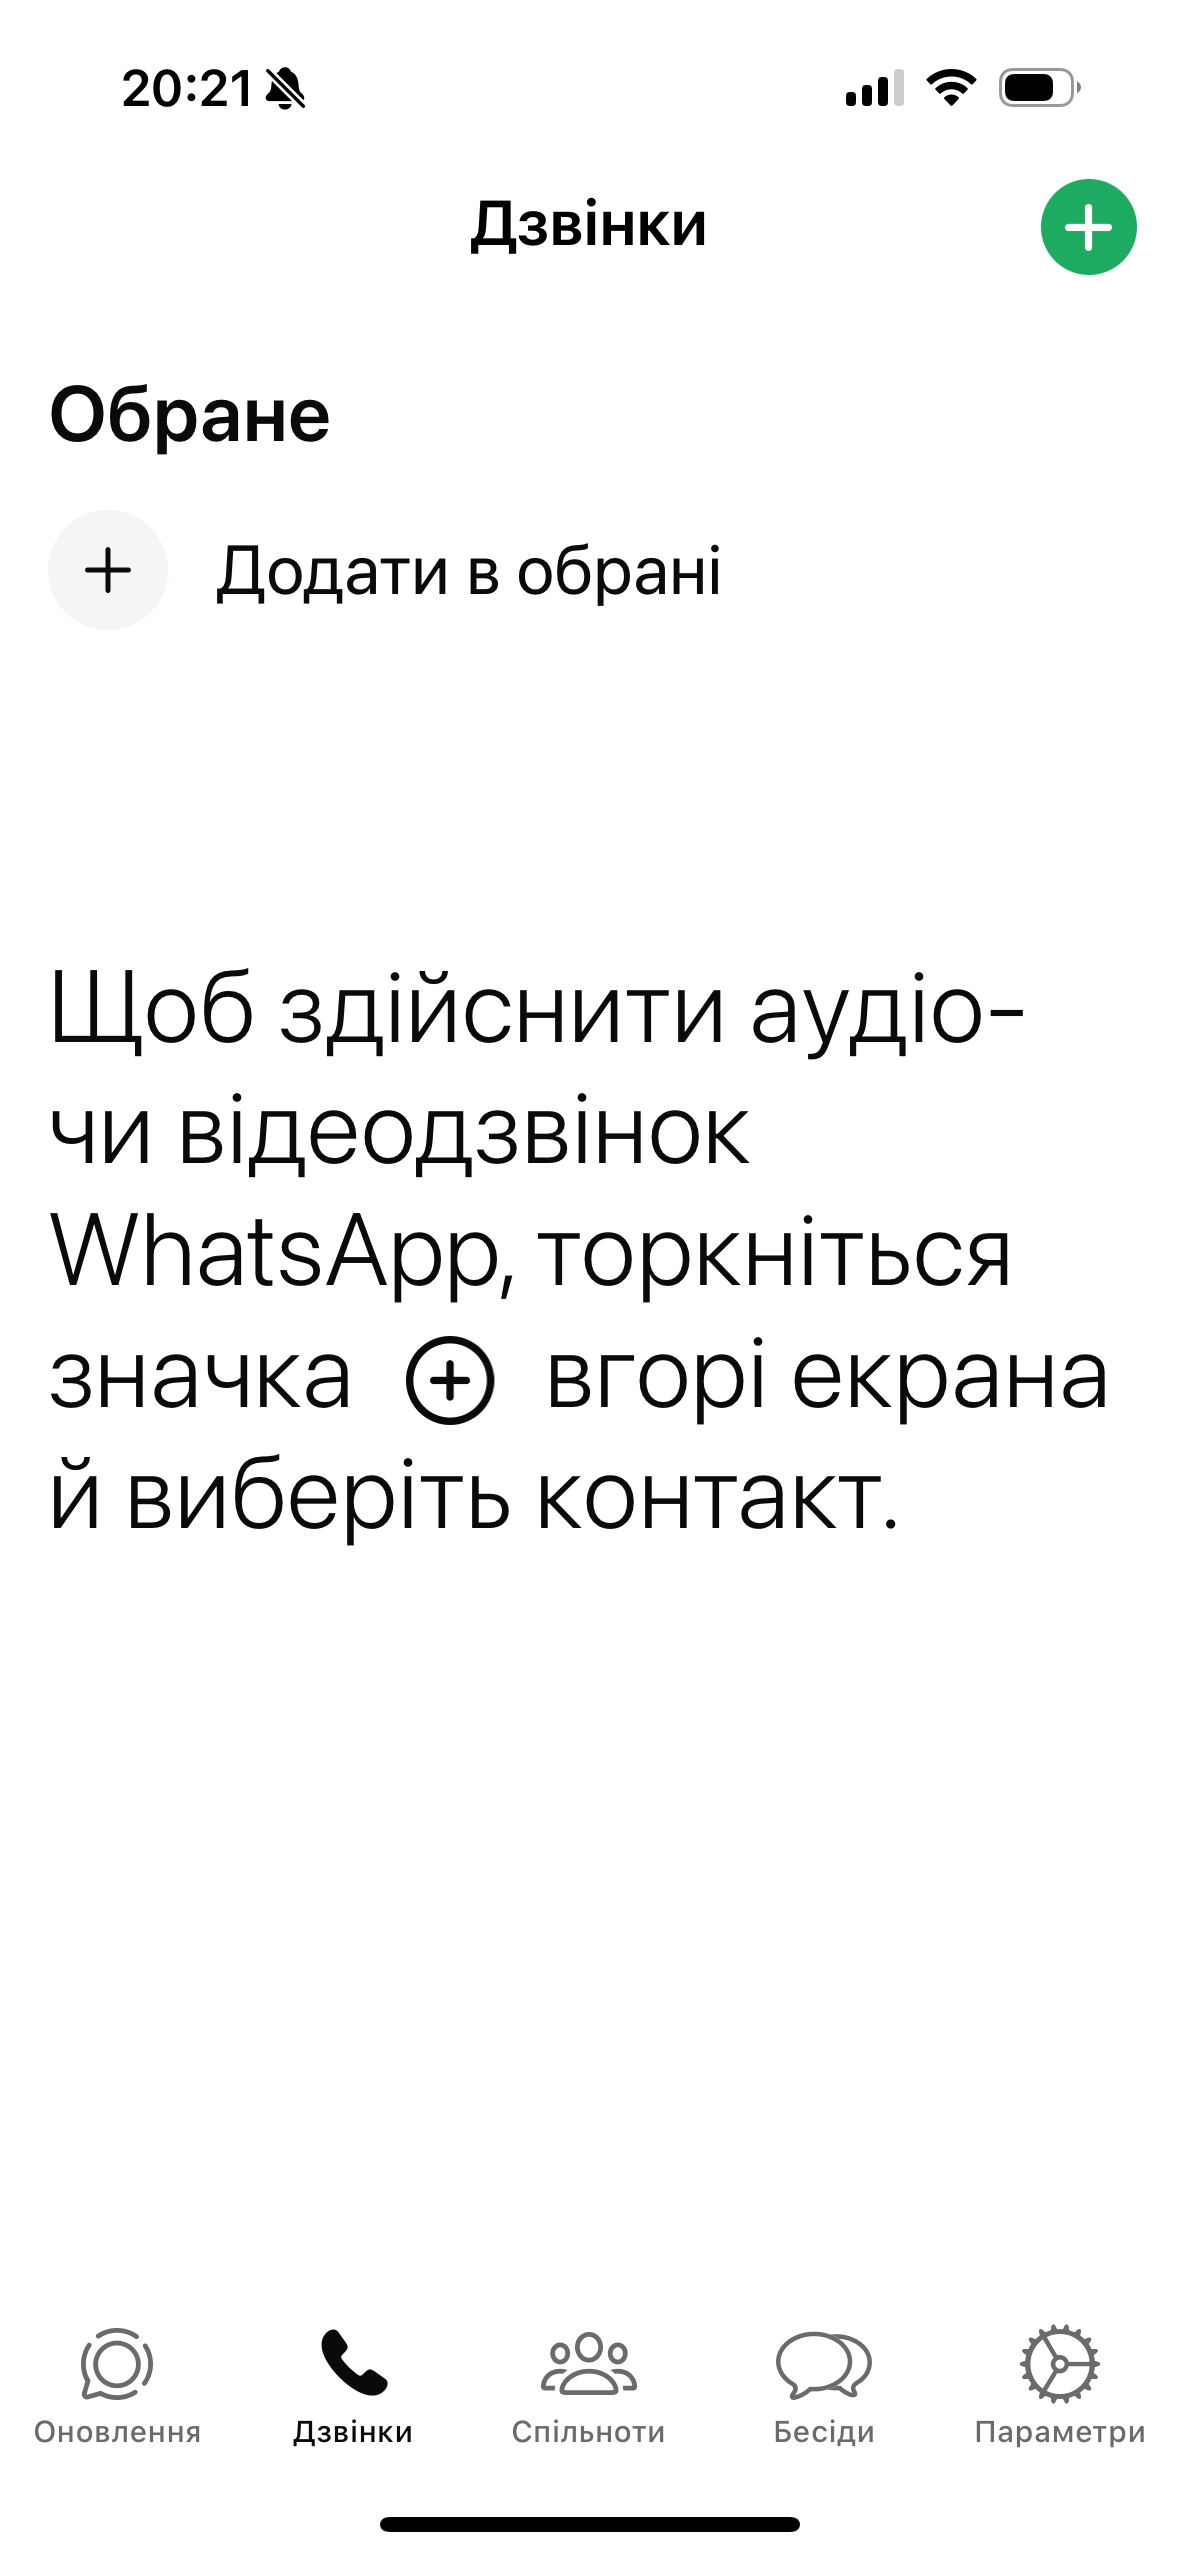 20:21
Дзвінки
Обране
Додати в обрані
Щоб здійснити аудіо-
чи відеодзвінок
WhatsApp, торкніться
значка вгорі екрана
й виберіть контакт.
Оновлення
Дзвінки
Спільноти
Бесіди
Параметри